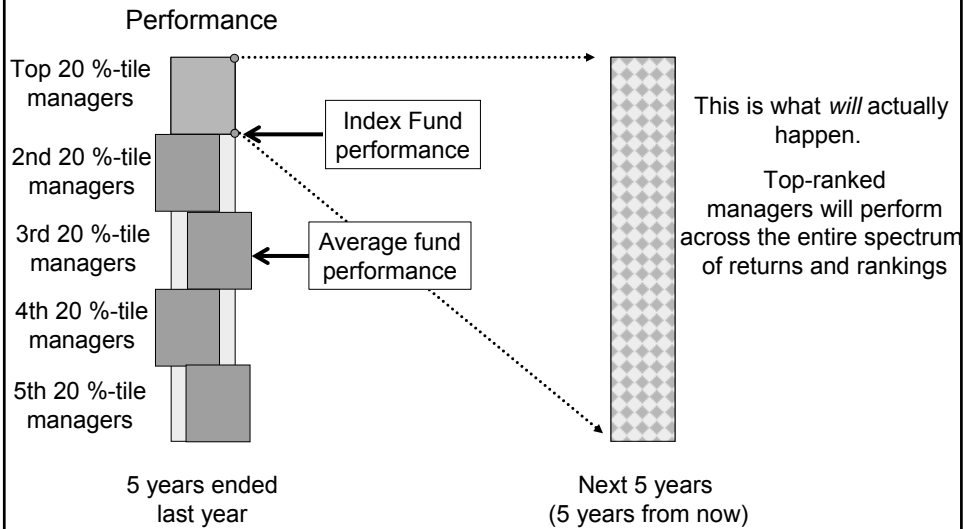 Performance
Top 20 %-tile
managers
2nd 20 %-tile
managers
3rd 20 %-tile
managers
4th 20 %-tile
managers
5th 20 %-tile
managers
Index Fund
performance
Average fund
performance
This is what will actually
happen.
Top-ranked
managers will perform
across the entire spectrum
of returns and rankings
5 years ended
last year
Next 5 years
(5 years from now)